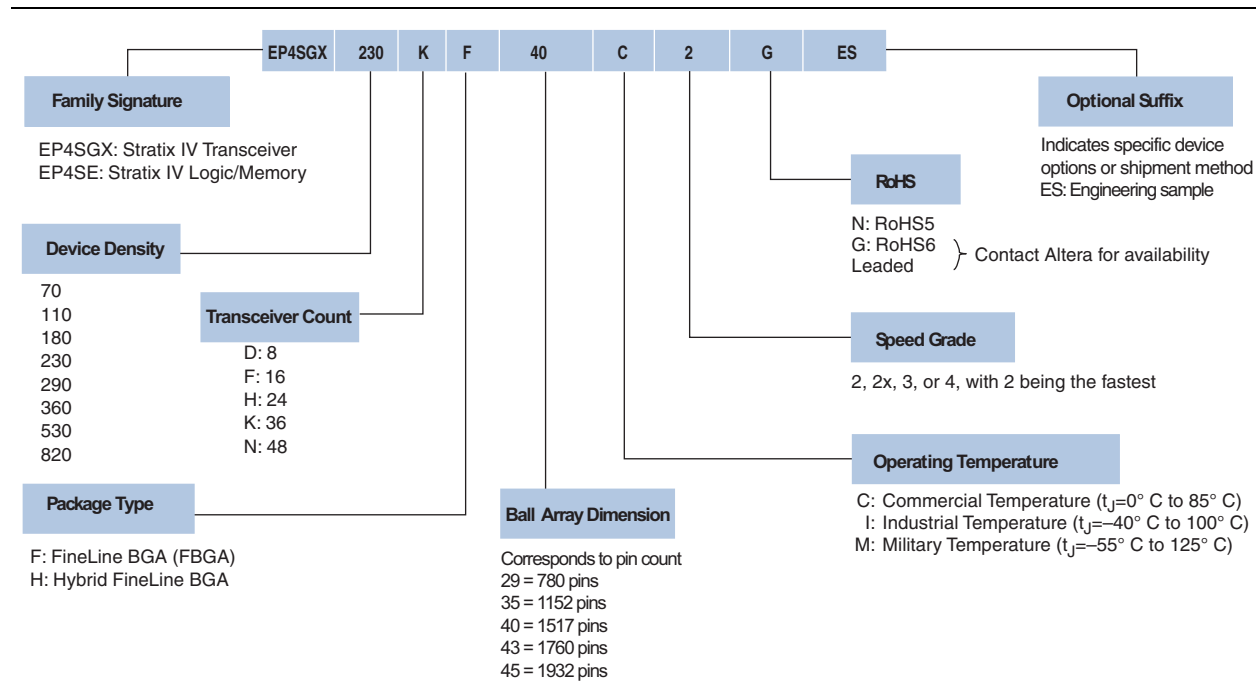 EP4SGX 230 K F 40 C 2 G ES
Family Signature
EP4SGX: Stratix IV Transceiver
EP4SE: Stratix IV Logic/Memory
Optional Suffix
Indicates specific device
options or shipment method
ES: Engineering sample
RoHS
N: RoHS5
G: RoHS6
Leaded
Contact Altera for availability
Device Density
70
110
180
230
290
360
530
820
Transceiver Count
D: 8
F: 16
H: 24
K: 36
N: 48
Speed Grade
2, 2x, 3, or 4, with 2 being the fastest
Operating Temperature
C: Commercial Temperature (tJ=0° C to 85° C)
I: Industrial Temperature (tJ=–40° C to 100° C)
M: Military Temperature (tJ=–55° C to 125° C)
Package Type
F: FineLine BGA (FBGA)
H: Hybrid FineLine BGA
Ball Array Dimension
Corresponds to pin count
29 = 780 pins
35 = 1152 pins
40 = 1517 pins
43 = 1760 pins
45 = 1932 pins